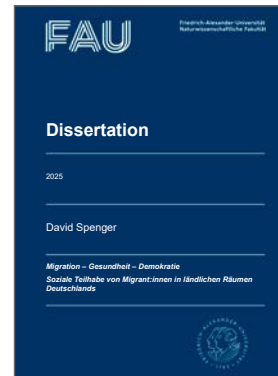 FAU
Friedrich-Alexander-Universität
Naturwissenschaftliche Fakultät
Dissertation
2025
David Spenger
Migration – Gesundheit – Demokratie
Soziale Teilhabe von Migrant:innen in ländlichen Räumen
Deutschlands